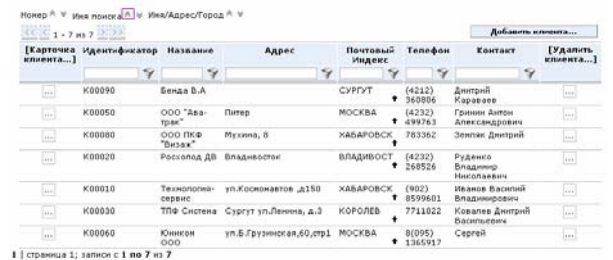 Номер Имя поиска Имя/Адрес/Город
1 - 7 из 7 Добавить клиента...
[Карточка клиента...] Идентификатор Название Адрес Почтовый Индекс Телефон Контакт [Удалить клиента...]
... К00090 Бенда В.А СУРГУТ (4212) 360806 Дмитрий Караваев ...
... К00050 ООО "Ава-трак" Питер МОСКВА (4232) 499763 Гринин Антон Александрович ...
... К00080 ООО ПКФ "Визаж" Мухина, 8 ХАБАРОВСК 783362 Земляк Дмитрий ...
... К00020 Росхолод ДВ Владивосток ВЛАДИВОСТ (4232) 268526 Руденко Владимир Николаевич ...
... К00010 Технологие-сервис ул.Космонавтов ,д150 ХАБАРОВСК (902) 8599601 Иванов Василий Владимирович ...
... К00030 ТПФ Система Сургут ул.Ленина, д.3 КОРОЛЕВ 7711022 Ковалев Дмитрий Васильевич ...
... К00060 Юникон ООО ул.Б.Грузинская,60,стр1 МОСКВА 8(095) 1365917 Сергей ...
1 | страница 1; записи с 1 по 7 из 7